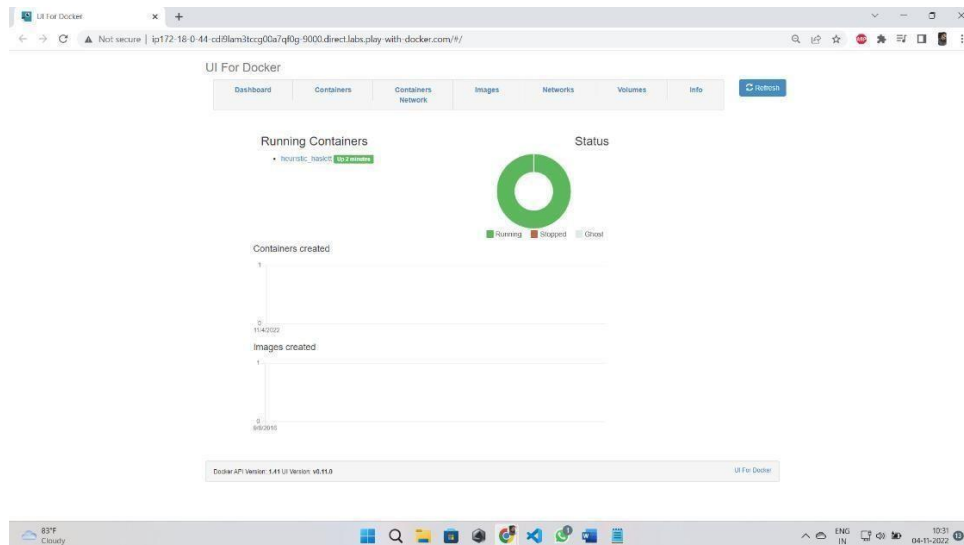 UI For Docker
Not secure | ip172-18-0-44-cdi9lam3tccg00a7qf0g-9000.direct.labs.play-with-docker.com/#/
UI For Docker
Dashboard
Containers
Containers
Network
Images
Networks
Volumes
Info
Refresh
Running Containers
heuristic_haslett Up 2 minutes
Status
Running Stopped Ghost
Containers created
1
0
11/4/2022
Images created
1
0
9/8/2016
Docker API Version: 1.41 UI Version: v0.11.0
UI For Docker
83°F
Cloudy
ENG
IN
10:31
04-11-2022